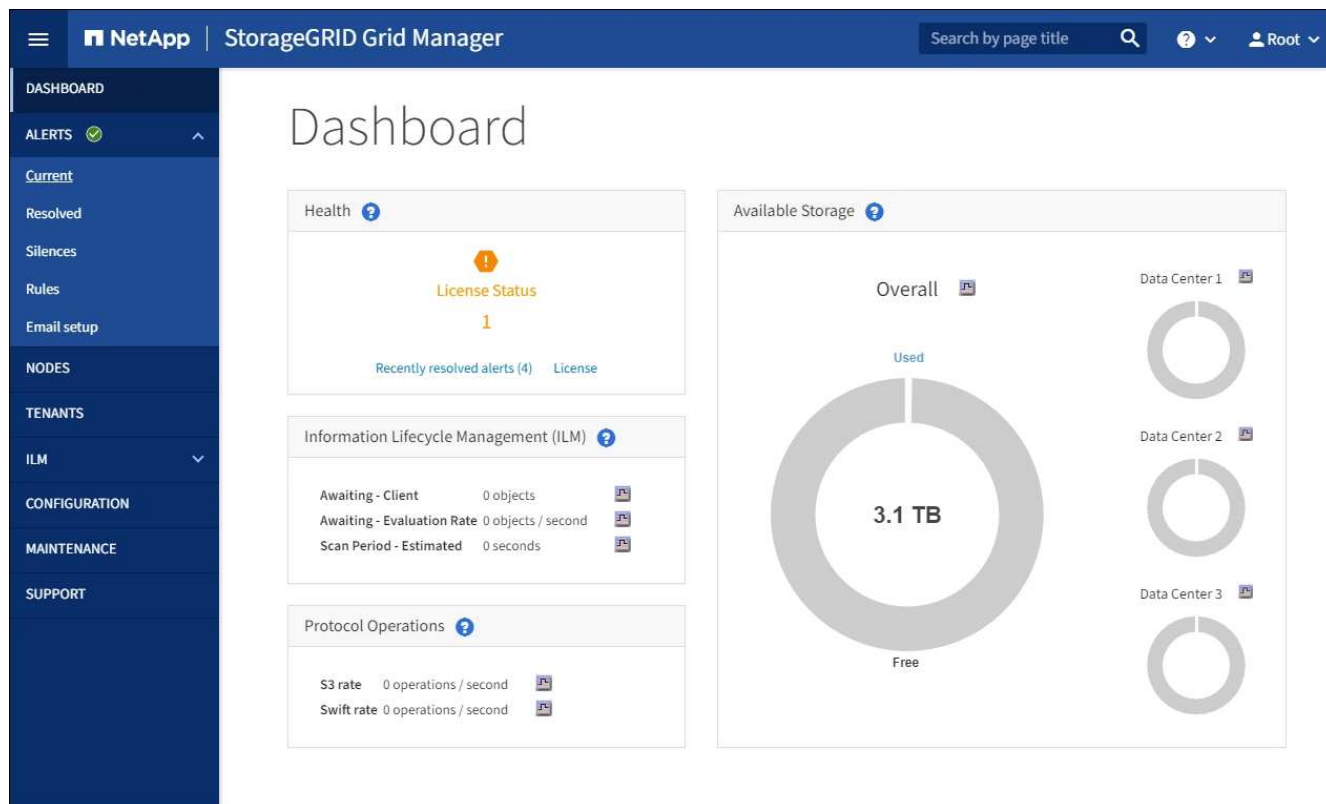 NetApp | StorageGRID Grid Manager
Search by page title
?
Root
DASHBOARD
ALERTS
Current
Resolved
Silences
Rules
Email setup
NODES
TENANTS
ILM
CONFIGURATION
MAINTENANCE
SUPPORT
Dashboard
Health ?
!
License Status
1
Recently resolved alerts (4) License
Information Lifecycle Management (ILM) ?
Awaiting - Client 0 objects
Awaiting - Evaluation Rate 0 objects / second
Scan Period - Estimated 0 seconds
Protocol Operations ?
S3 rate 0 operations / second
Swift rate 0 operations / second
Available Storage ?
Overall
Used
3.1 TB
Free
Data Center 1
Data Center 2
Data Center 3